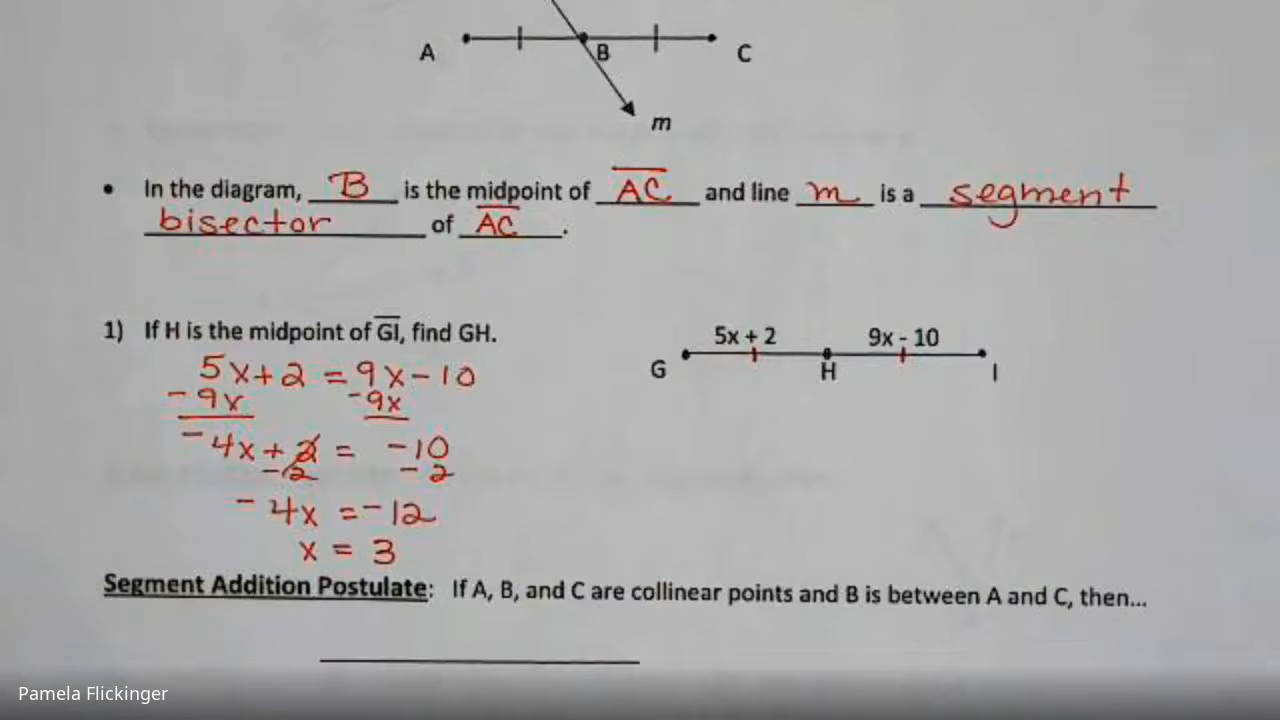 A B C
m
• In the diagram, B is the midpoint of AC and line m is a segment
bisector of AC.
1) If H is the midpoint of GI, find GH.
5x + 2 9x - 10
G H I
5x+2 = 9x-10
-9x -9x
-4x+2 = -10
-2 -2
-4x = -12
x = 3
Segment Addition Postulate: If A, B, and C are collinear points and B is between A and C, then...
Pamela Flickinger